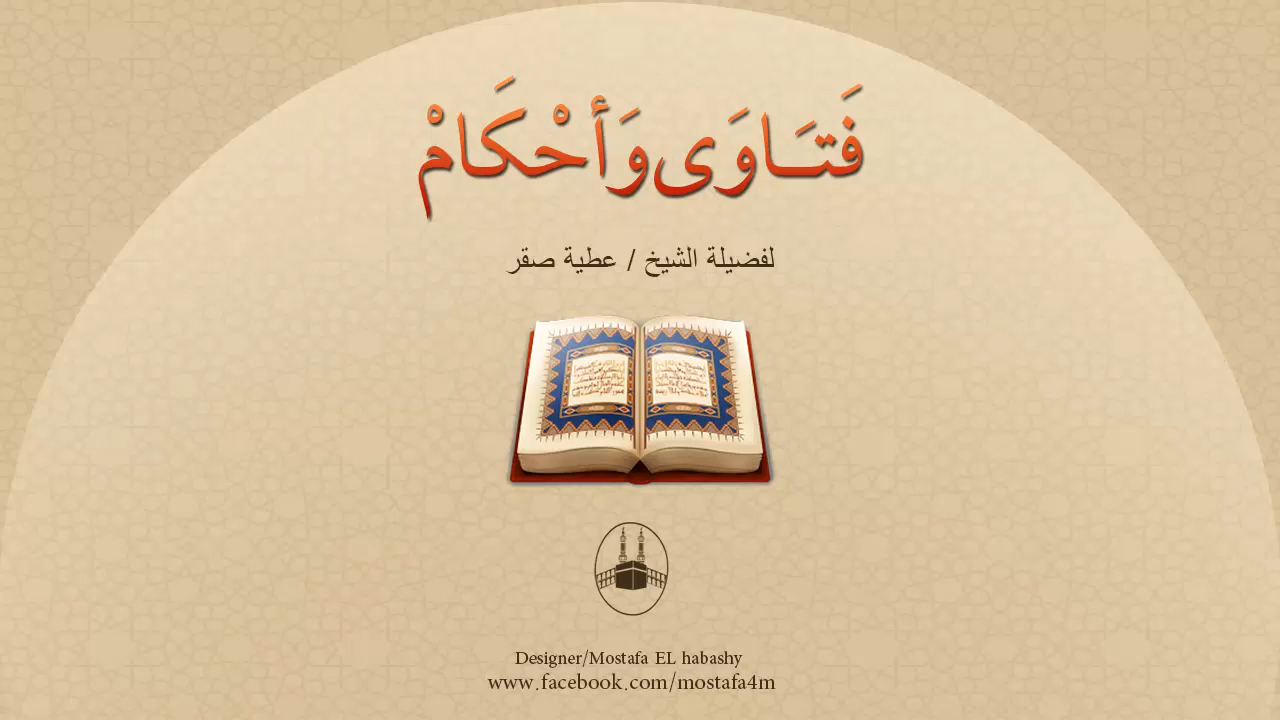 فَتَاوَى وَأَحْكَامْ
لفضيلة الشيخ / عطية صقر
Designer/Mostafa EL habashy
www.facebook.com/mostafa4m